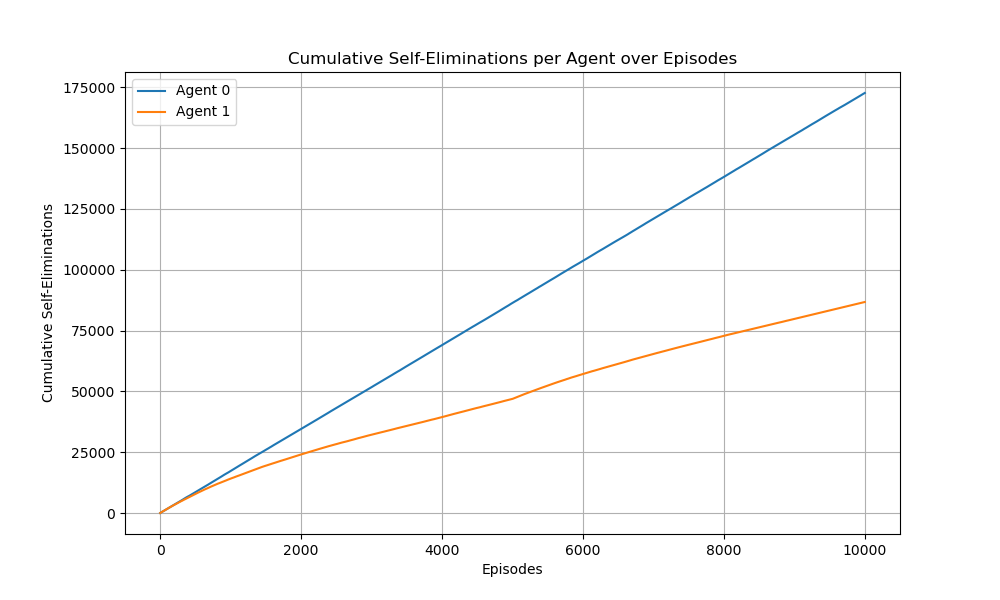 Cumulative Self-Eliminations per Agent over Episodes
Agent 0
Agent 1
175000
150000
125000
100000
75000
50000
25000
0
Cumulative Self-Eliminations
0 2000 4000 6000 8000 10000
Episodes